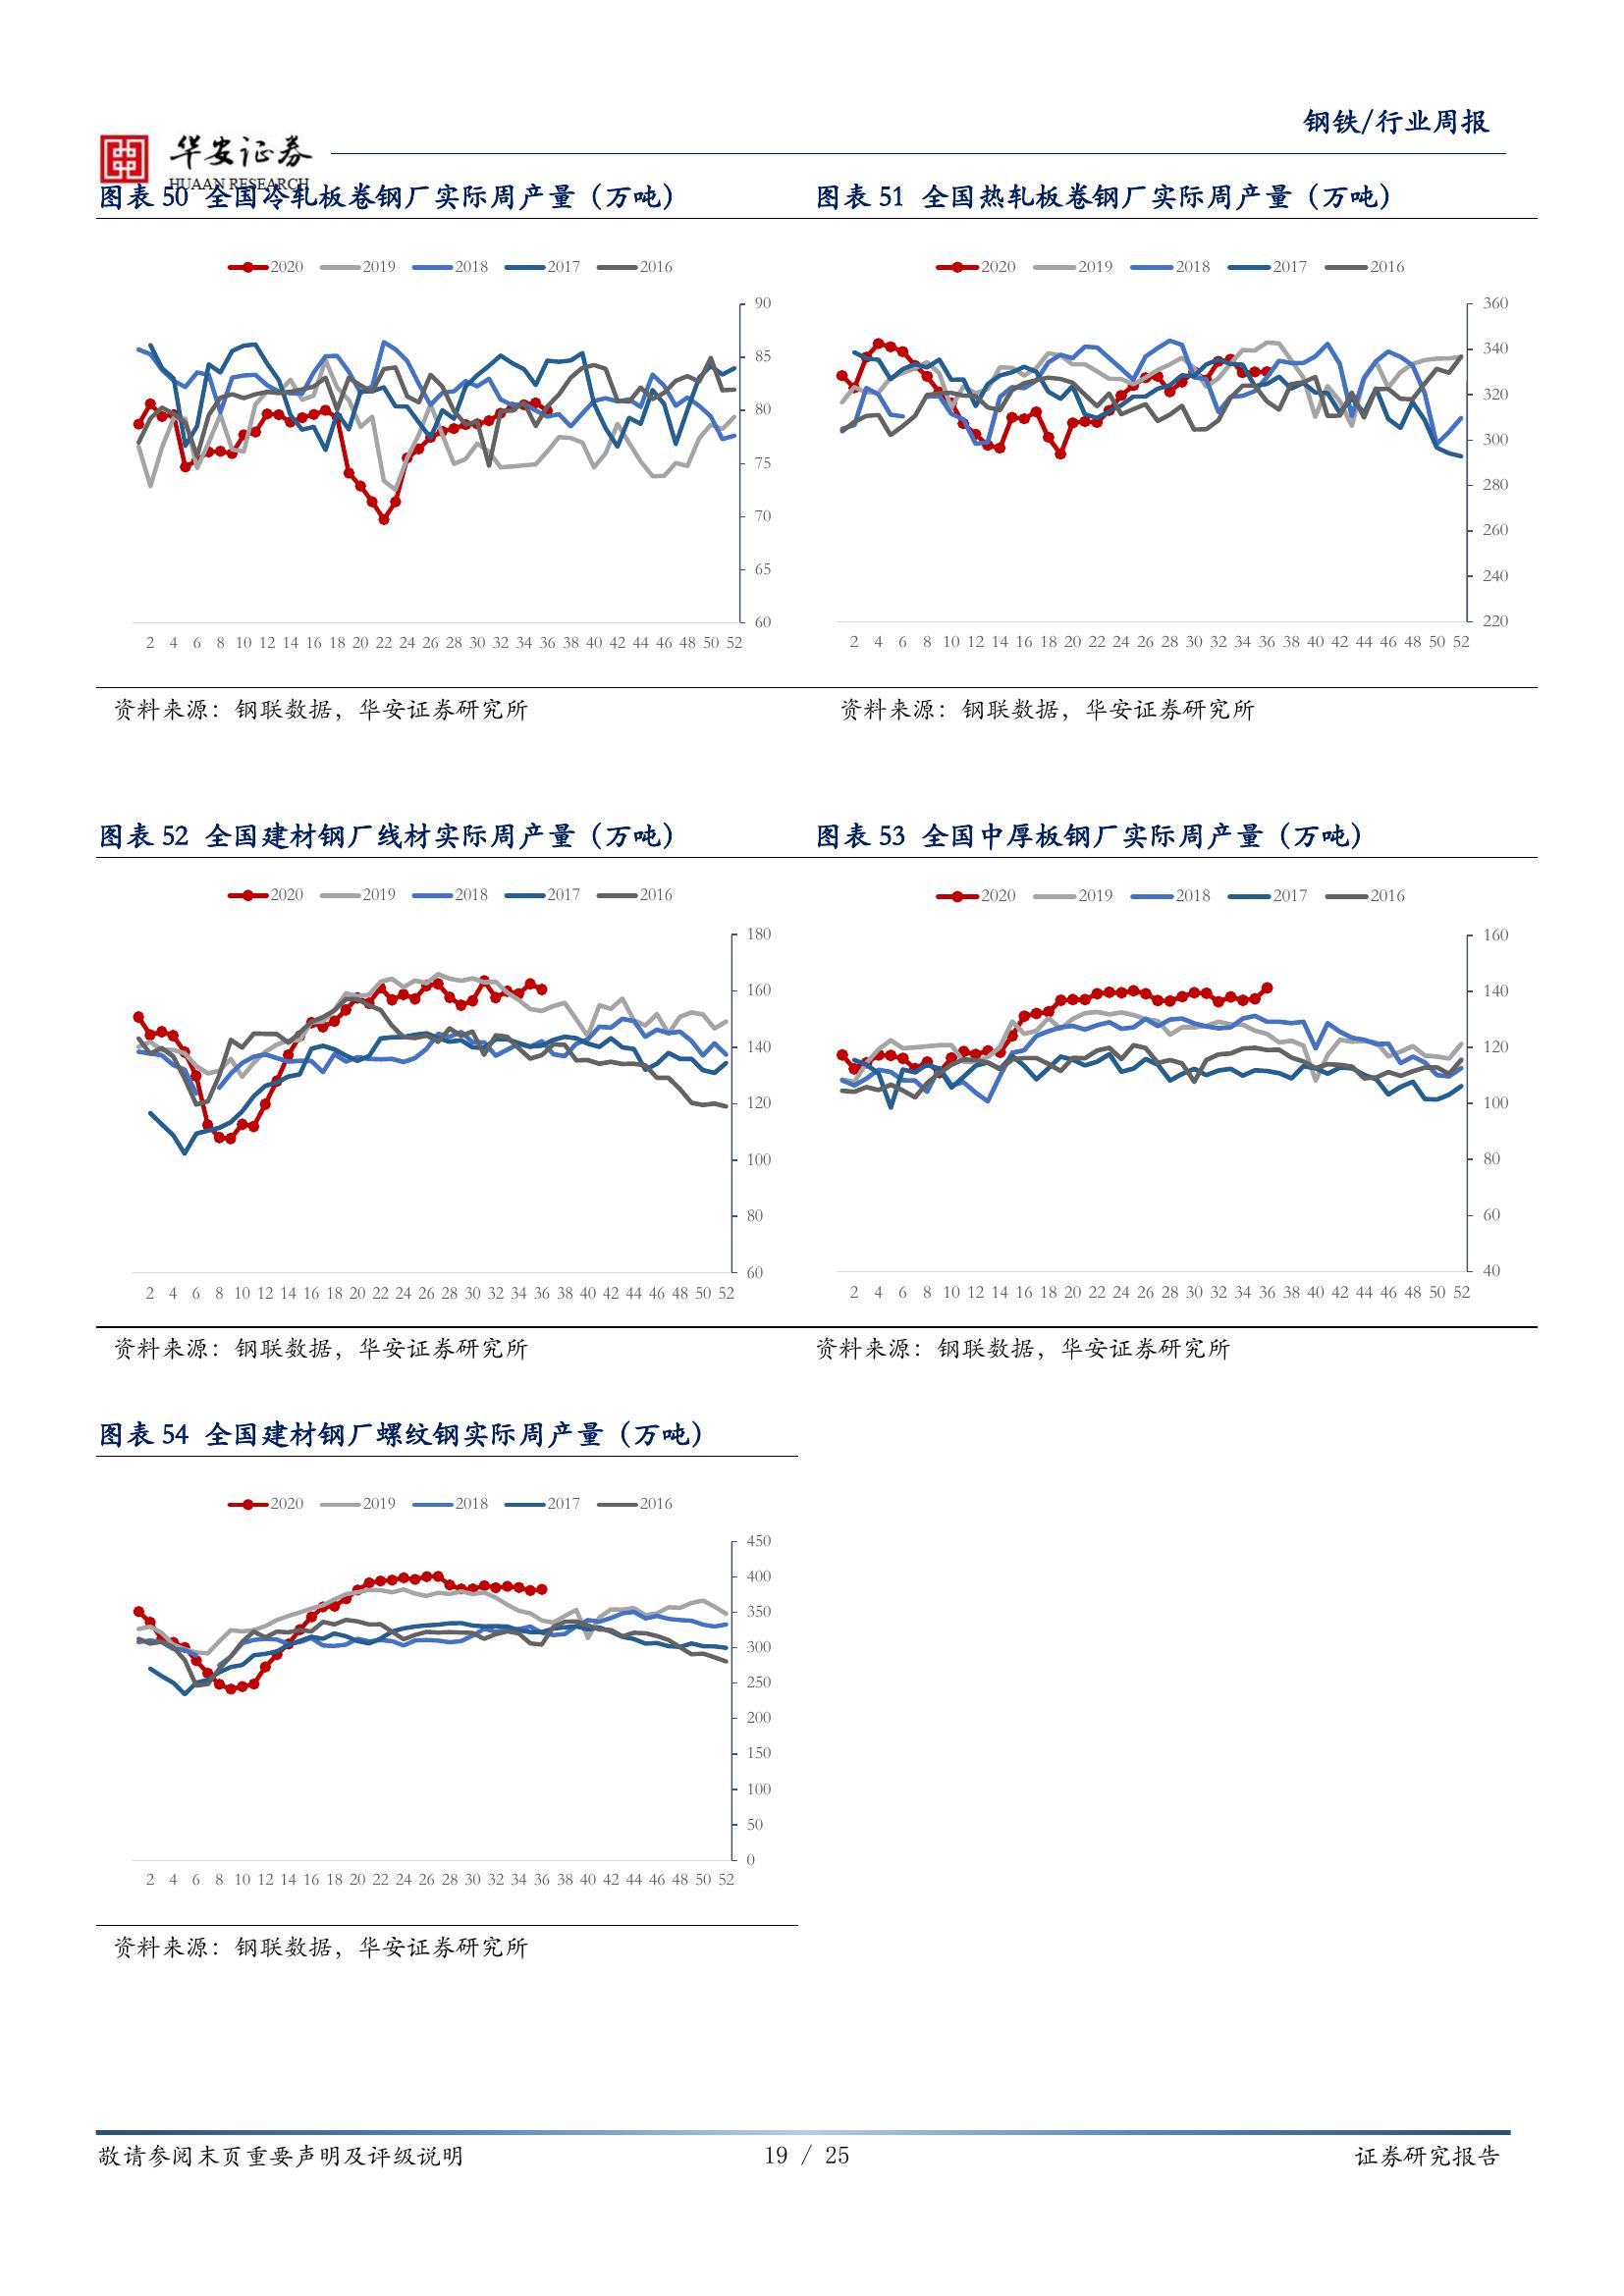 钢铁/行业周报
华安证券
HUAAN RESEARCH
图表 50 全国冷轧板卷钢厂实际周产量（万吨）
图表 51 全国热轧板卷钢厂实际周产量（万吨）
2020 2019 2018 2017 2016
90
85
80
75
70
65
60
2 4 6 8 10 12 14 16 18 20 22 24 26 28 30 32 34 36 38 40 42 44 46 48 50 52
2020 2019 2018 2017 2016
360
340
320
300
280
260
240
220
2 4 6 8 10 12 14 16 18 20 22 24 26 28 30 32 34 36 38 40 42 44 46 48 50 52
资料来源：钢联数据，华安证券研究所
资料来源：钢联数据，华安证券研究所
图表 52 全国建材钢厂线材实际周产量（万吨）
图表 53 全国中厚板钢厂实际周产量（万吨）
2020 2019 2018 2017 2016
180
160
140
120
100
80
60
2 4 6 8 10 12 14 16 18 20 22 24 26 28 30 32 34 36 38 40 42 44 46 48 50 52
2020 2019 2018 2017 2016
160
140
120
100
80
60
40
2 4 6 8 10 12 14 16 18 20 22 24 26 28 30 32 34 36 38 40 42 44 46 48 50 52
资料来源：钢联数据，华安证券研究所
资料来源：钢联数据，华安证券研究所
图表 54 全国建材钢厂螺纹钢实际周产量（万吨）
2020 2019 2018 2017 2016
450
400
350
300
250
200
150
100
50
0
2 4 6 8 10 12 14 16 18 20 22 24 26 28 30 32 34 36 38 40 42 44 46 48 50 52
资料来源：钢联数据，华安证券研究所
敬请参阅末页重要声明及评级说明
19 / 25
证券研究报告